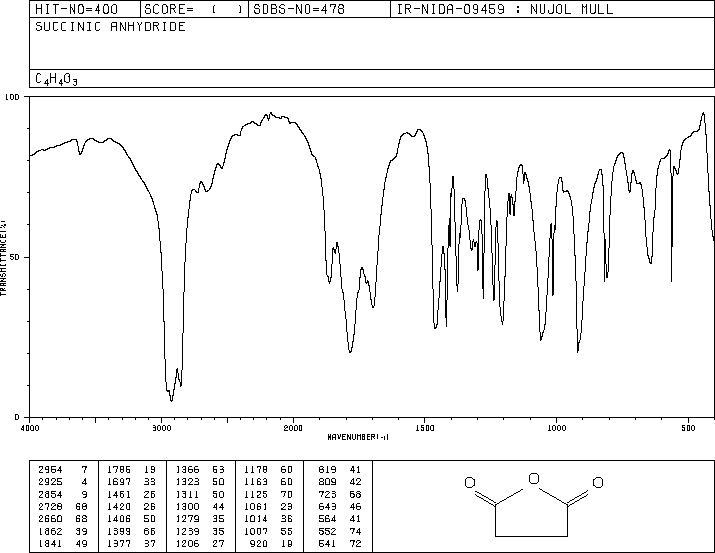 HIT-NO=400 SCORE= ( ) SDBS-NO=478 IR-NIDA-09459 : NUJOL MULL
SUCCINIC ANHYDRIDE
C4H4O3
100
50
0
TRANSMITTANCE(%)
4000 3000 2000 1500 1000 500
WAVENUMBER(-1)
2964 7 1786 19 1366 63 1178 60 819 41
2925 4 1697 33 1323 50 1163 60 809 42
2854 9 1461 26 1311 50 1125 70 723 68
2728 68 1420 26 1300 44 1061 23 649 46
2660 68 1406 50 1279 35 1014 36 564 41
1862 39 1399 66 1239 35 1007 55 552 74
1841 49 1377 37 1206 27 920 19 541 72
O O O